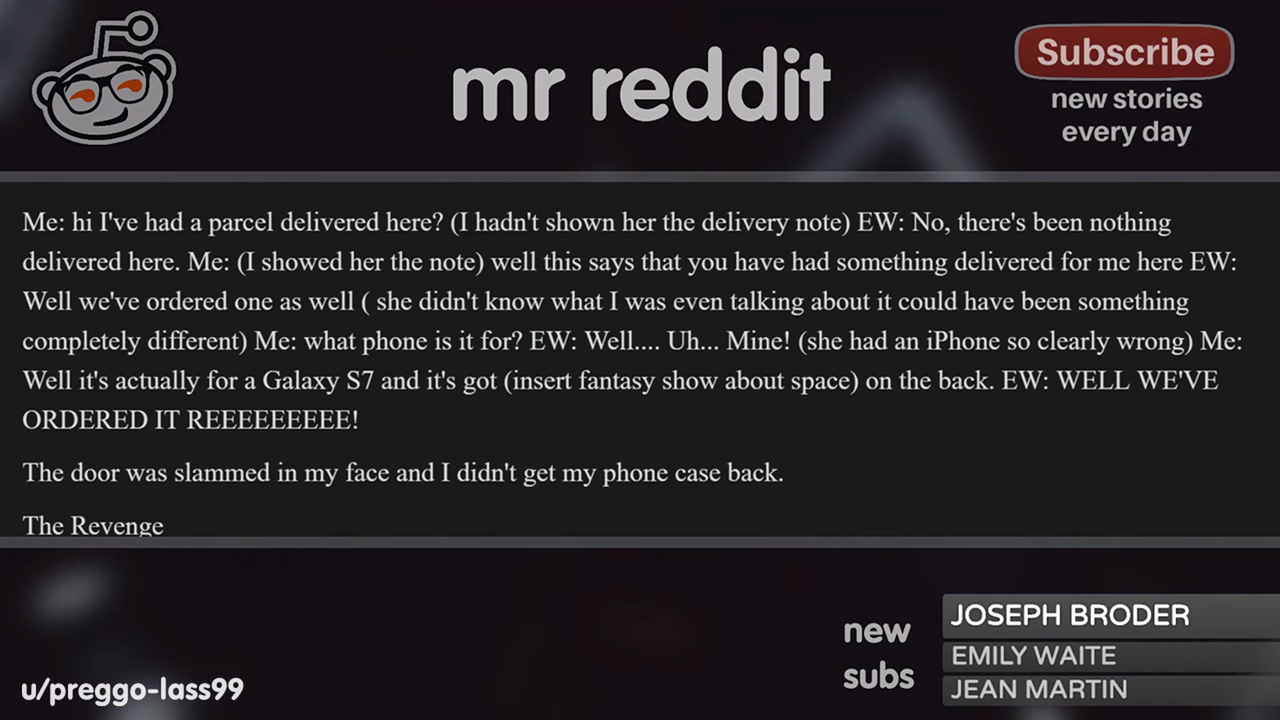 mr reddit
Subscribe
new stories
every day
Me: hi I've had a parcel delivered here? (I hadn't shown her the delivery note) EW: No, there's been nothing
delivered here. Me: (I showed her the note) well this says that you have had something delivered for me here EW:
Well we've ordered one as well ( she didn't know what I was even talking about it could have been something
completely different) Me: what phone is it for? EW: Well.... Uh... Mine! (she had an iPhone so clearly wrong) Me:
Well it's actually for a Galaxy S7 and it's got (insert fantasy show about space) on the back. EW: WELL WE'VE
ORDERED IT REEEEEEEEE!
The door was slammed in my face and I didn't get my phone case back.
The Revenge
new
subs
JOSEPH BRODER
EMILY WAITE
JEAN MARTIN
u/preggo-lass99